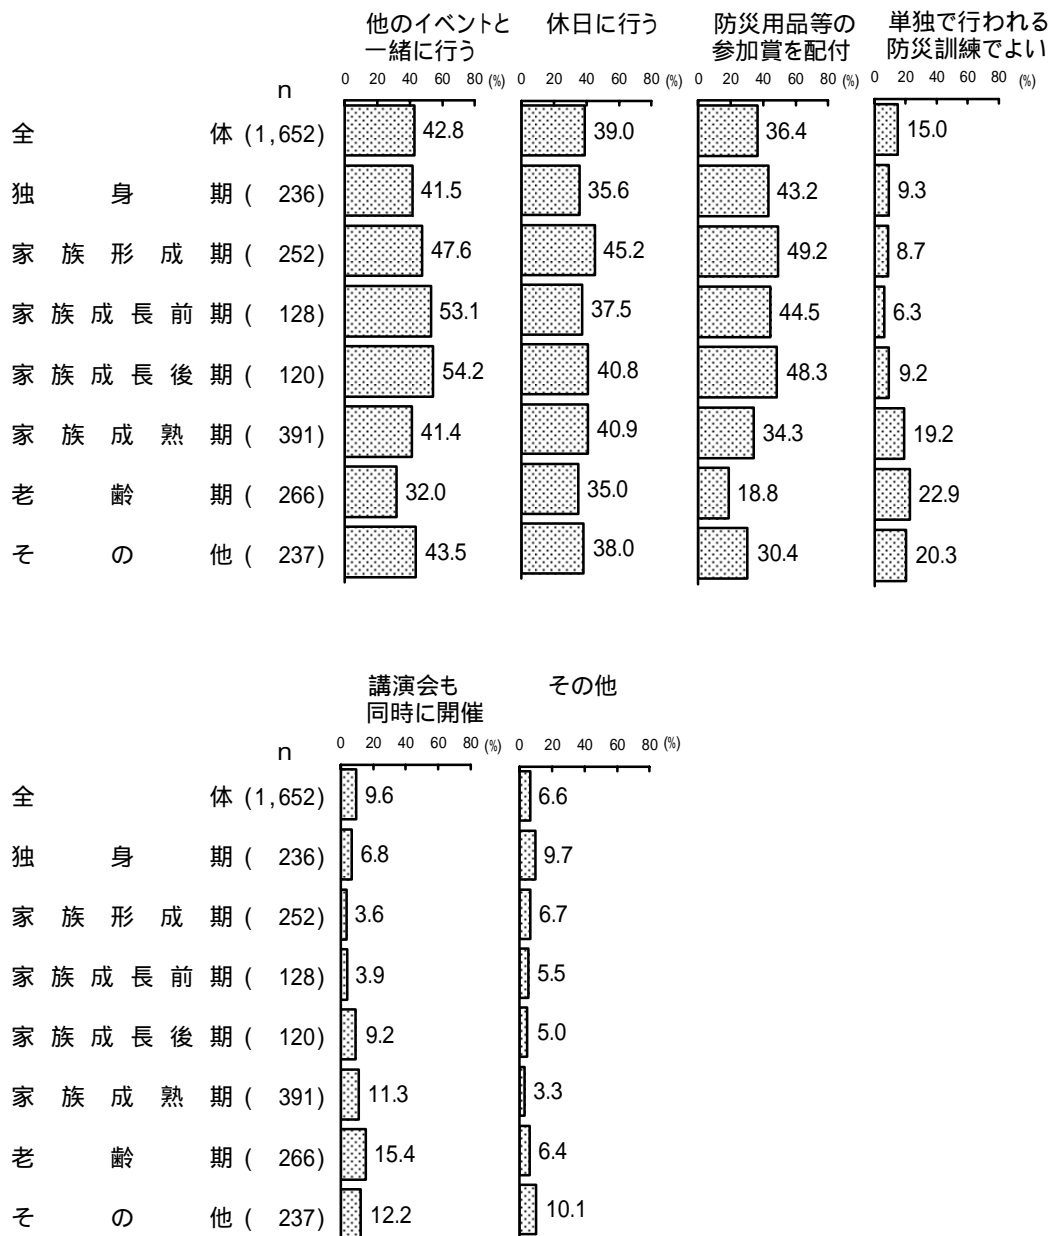 他のイベントと 休日に行う 防災用品等の 単独で行われる
一緒に行う 参加賞を配付 防災訓練でよい
0 20 40 60 80 (%) 0 20 40 60 80 (%) 0 20 40 60 80 (%) 0 20 40 60 80 (%)
n
全体 (1,652) 42.8 39.0 36.4 15.0
独身期 ( 236) 41.5 35.6 43.2 9.3
家族形成期 ( 252) 47.6 45.2 49.2 8.7
家族成長前期 ( 128) 53.1 37.5 44.5 6.3
家族成長後期 ( 120) 54.2 40.8 48.3 9.2
家族成熟期 ( 391) 41.4 40.9 34.3 19.2
老齢期 ( 266) 32.0 35.0 18.8 22.9
その他 ( 237) 43.5 38.0 30.4 20.3
講演会も その他
同時に開催
0 20 40 60 80 (%) 0 20 40 60 80 (%)
n
全体 (1,652) 9.6 6.6
独身期 ( 236) 6.8 9.7
家族形成期 ( 252) 3.6 6.7
家族成長前期 ( 128) 3.9 5.5
家族成長後期 ( 120) 9.2 5.0
家族成熟期 ( 391) 11.3 3.3
老齢期 ( 266) 15.4 6.4
その他 ( 237) 12.2 10.1